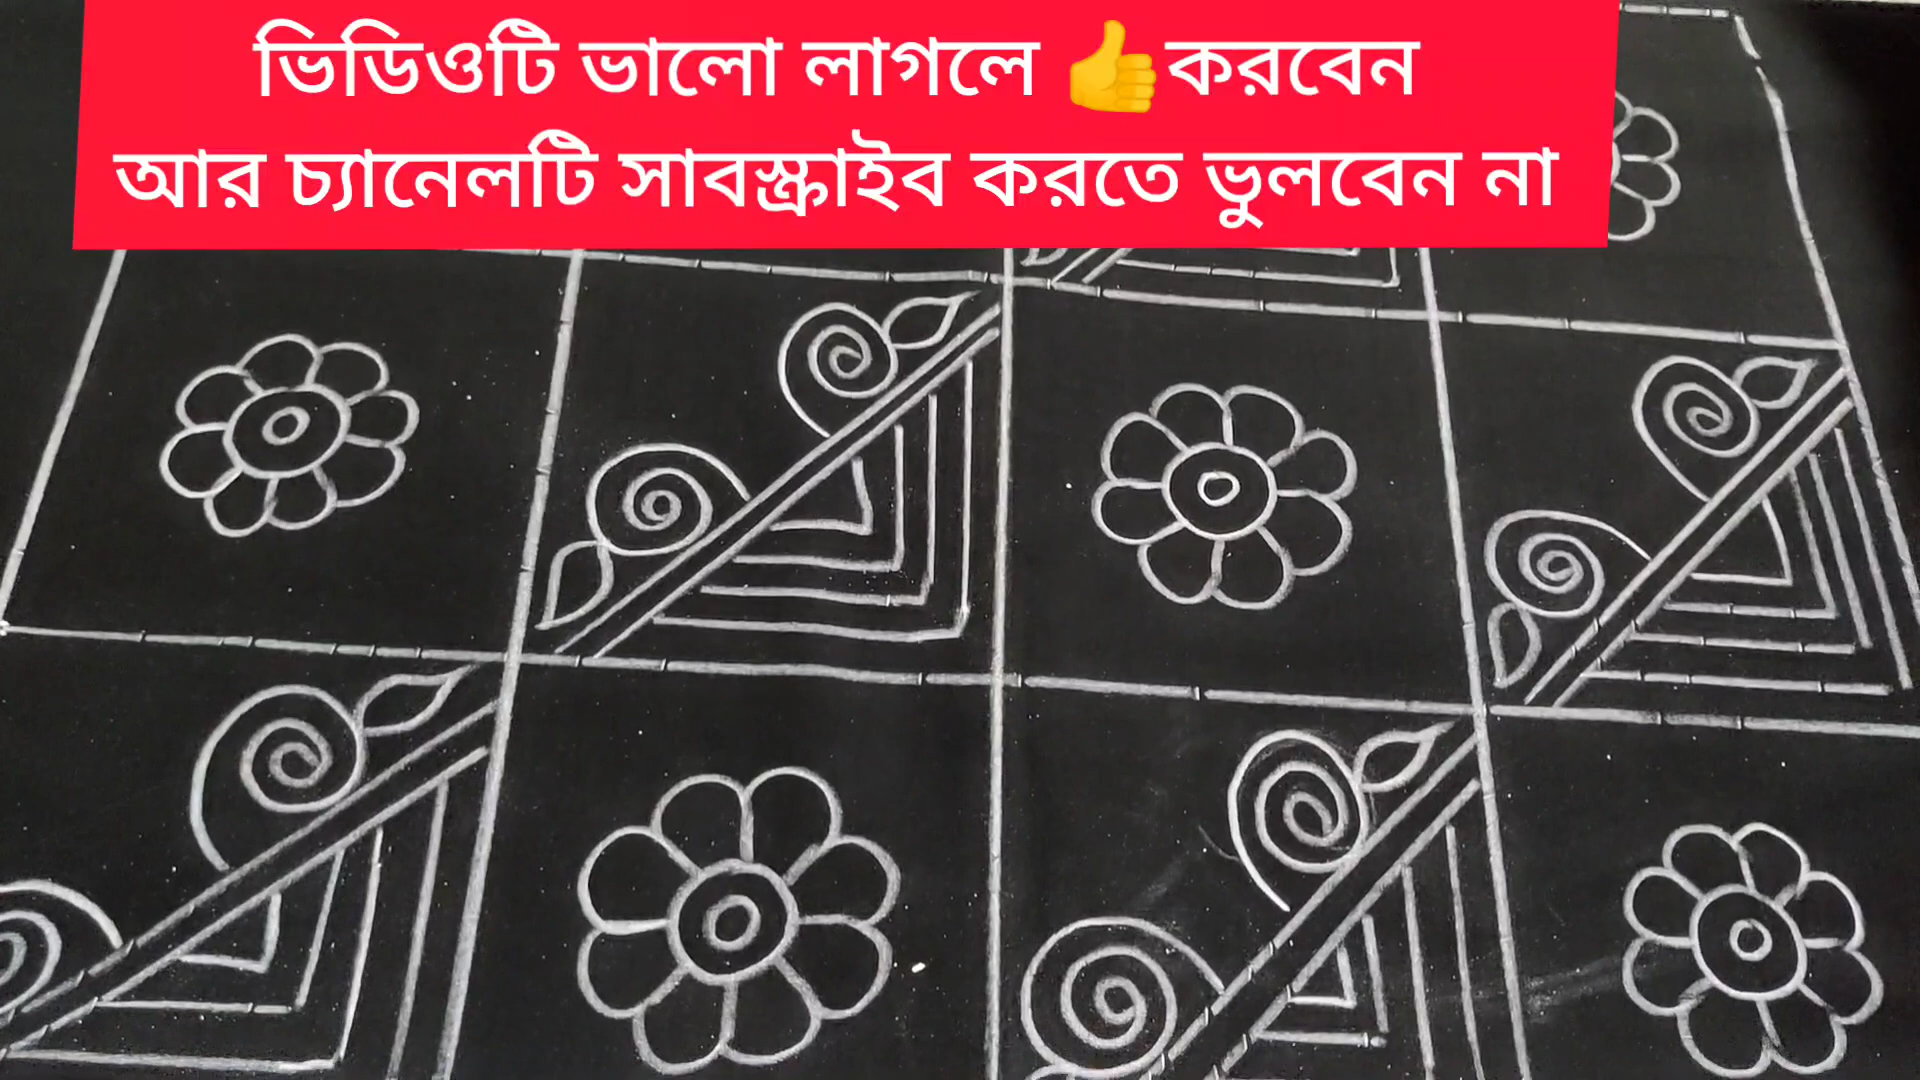 ভিডিওটি ভালো লাগলে 👍করবেন
আর চ্যানেলটি সাবস্ক্রাইব করতে ভুলবেন না